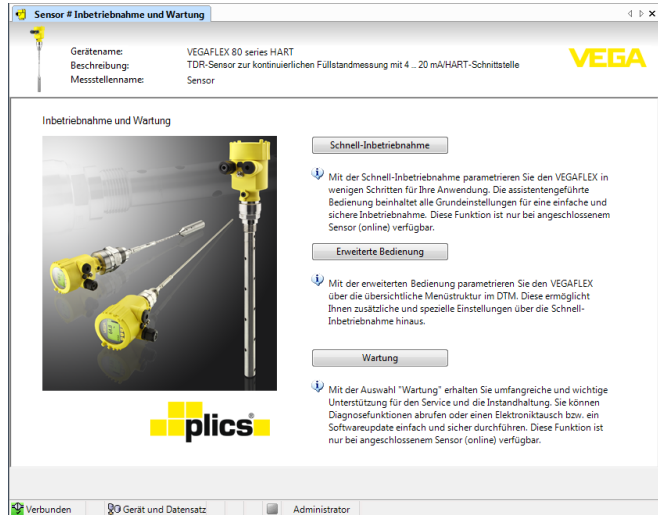 Sensor # Inbetriebnahme und Wartung
Gerätename: VEGAFLEX 80 series HART
Beschreibung: TDR-Sensor zur kontinuierlichen Füllstandmessung mit 4 .. 20 mA/HART-Schnittstelle
Messstellenname: Sensor
VEGA
Inbetriebnahme und Wartung
Schnell-Inbetriebnahme
Mit der Schnell-Inbetriebnahme parametrieren Sie den VEGAFLEX in
wenigen Schritten für Ihre Anwendung. Die assistentengeführte
Bedienung beinhaltet alle Grundeinstellungen für eine einfache und
sichere Inbetriebnahme. Diese Funktion ist nur bei angeschlossenem
Sensor (online) verfügbar.
Erweiterte Bedienung
Mit der erweiterten Bedienung parametrieren Sie den VEGAFLEX
über die übersichtliche Menüstruktur im DTM. Diese ermöglicht
Ihnen zusätzliche und spezielle Einstellungen über die Schnell-
Inbetriebnahme hinaus.
Wartung
Mit der Auswahl "Wartung" erhalten Sie umfangreiche und wichtige
Unterstützung für den Service und die Instandhaltung. Sie können
Diagnosefunktionen abrufen oder einen Elektroniktausch bzw. ein
Softwareupdate einfach und sicher durchführen. Diese Funktion ist
nur bei angeschlossenem Sensor (online) verfügbar.
plics®
Verbunden
Gerät und Datensatz
Administrator